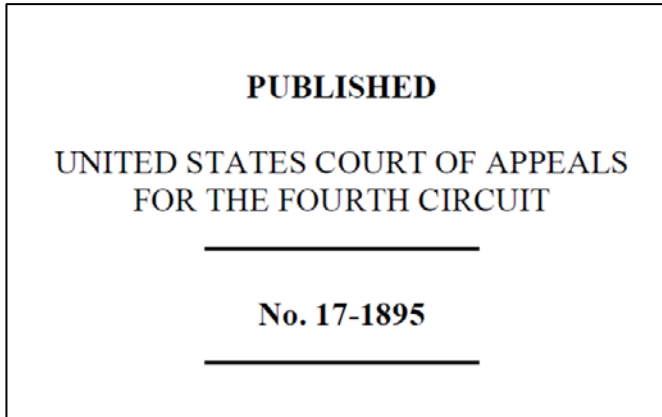 PUBLISHED
UNITED STATES COURT OF APPEALS
FOR THE FOURTH CIRCUIT
No. 17-1895